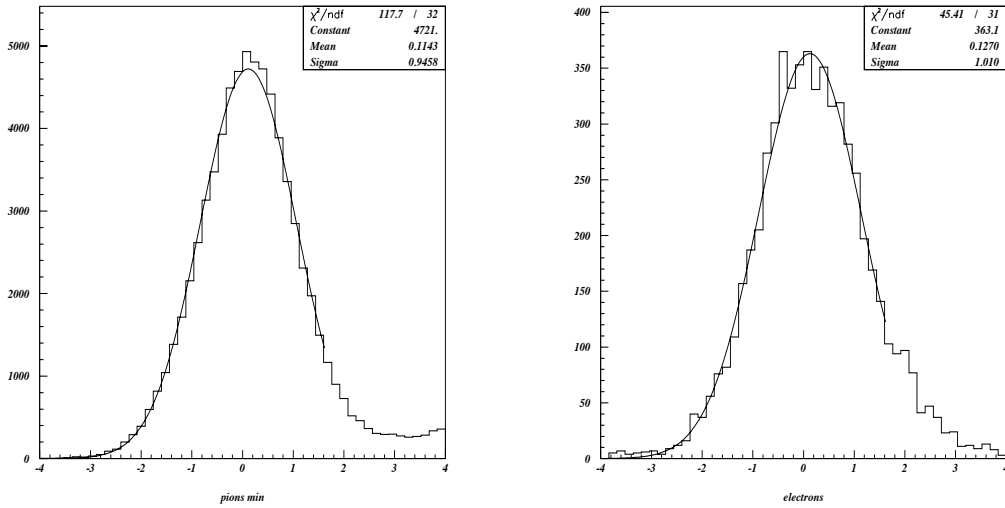 χ²/ndf 117.7 / 32
Constant 4721.
Mean 0.1143
Sigma 0.9458
5000
4000
3000
2000
1000
0
-4 -3 -2 -1 0 1 2 3 4
pions min
χ²/ndf 45.41 / 31
Constant 363.1
Mean 0.1270
Sigma 1.010
400
350
300
250
200
150
100
50
0
-4 -3 -2 -1 0 1 2 3 4
electrons